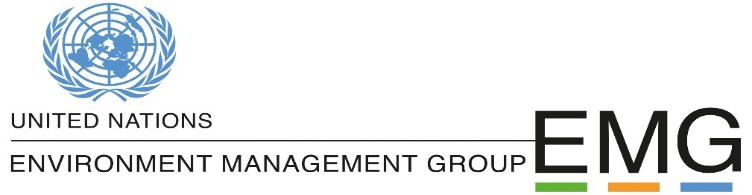 UNITED NATIONS
ENVIRONMENT MANAGEMENT GROUP
EMG